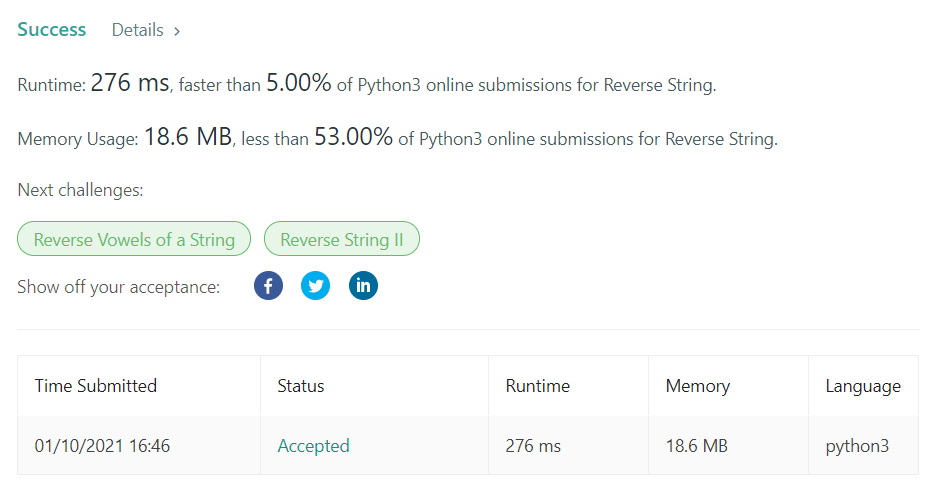 Success Details >
Runtime: 276 ms, faster than 5.00% of Python3 online submissions for Reverse String.
Memory Usage: 18.6 MB, less than 53.00% of Python3 online submissions for Reverse String.
Next challenges:
Reverse Vowels of a String Reverse String II
Show off your acceptance: f in
Time Submitted Status Runtime Memory Language
01/10/2021 16:46 Accepted 276 ms 18.6 MB python3